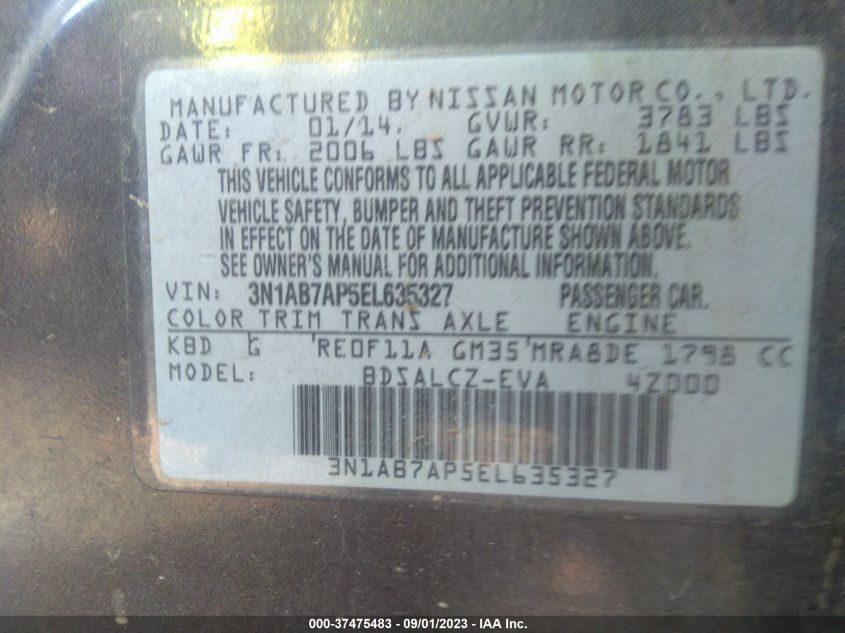 MANUFACTURED BY NISSAN MOTOR CO., LTD.
DATE: 01/14. GVWR: 3783 LBS
GAWR FR: 2006 LBS GAWR RR: 1841 LBS
THIS VEHICLE CONFORMS TO ALL APPLICABLE FEDERAL MOTOR
VEHICLE SAFETY, BUMPER AND THEFT PREVENTION STANDARDS
IN EFFECT ON THE DATE OF MANUFACTURE SHOWN ABOVE.
SEE OWNER'S MANUAL FOR ADDITIONAL INFORMATION.
VIN: 3N1AB7AP5EL635327 PASSENGER CAR.
COLOR TRIM TRANS AXLE ENGINE
KBD G 'RE0F11A GM35'MRA8DE 1798 CC
MODEL: BDSALCZ-EVA 4Z000
3N1AB7AP5EL635327
000-37475483 - 09/01/2023 - IAA Inc.